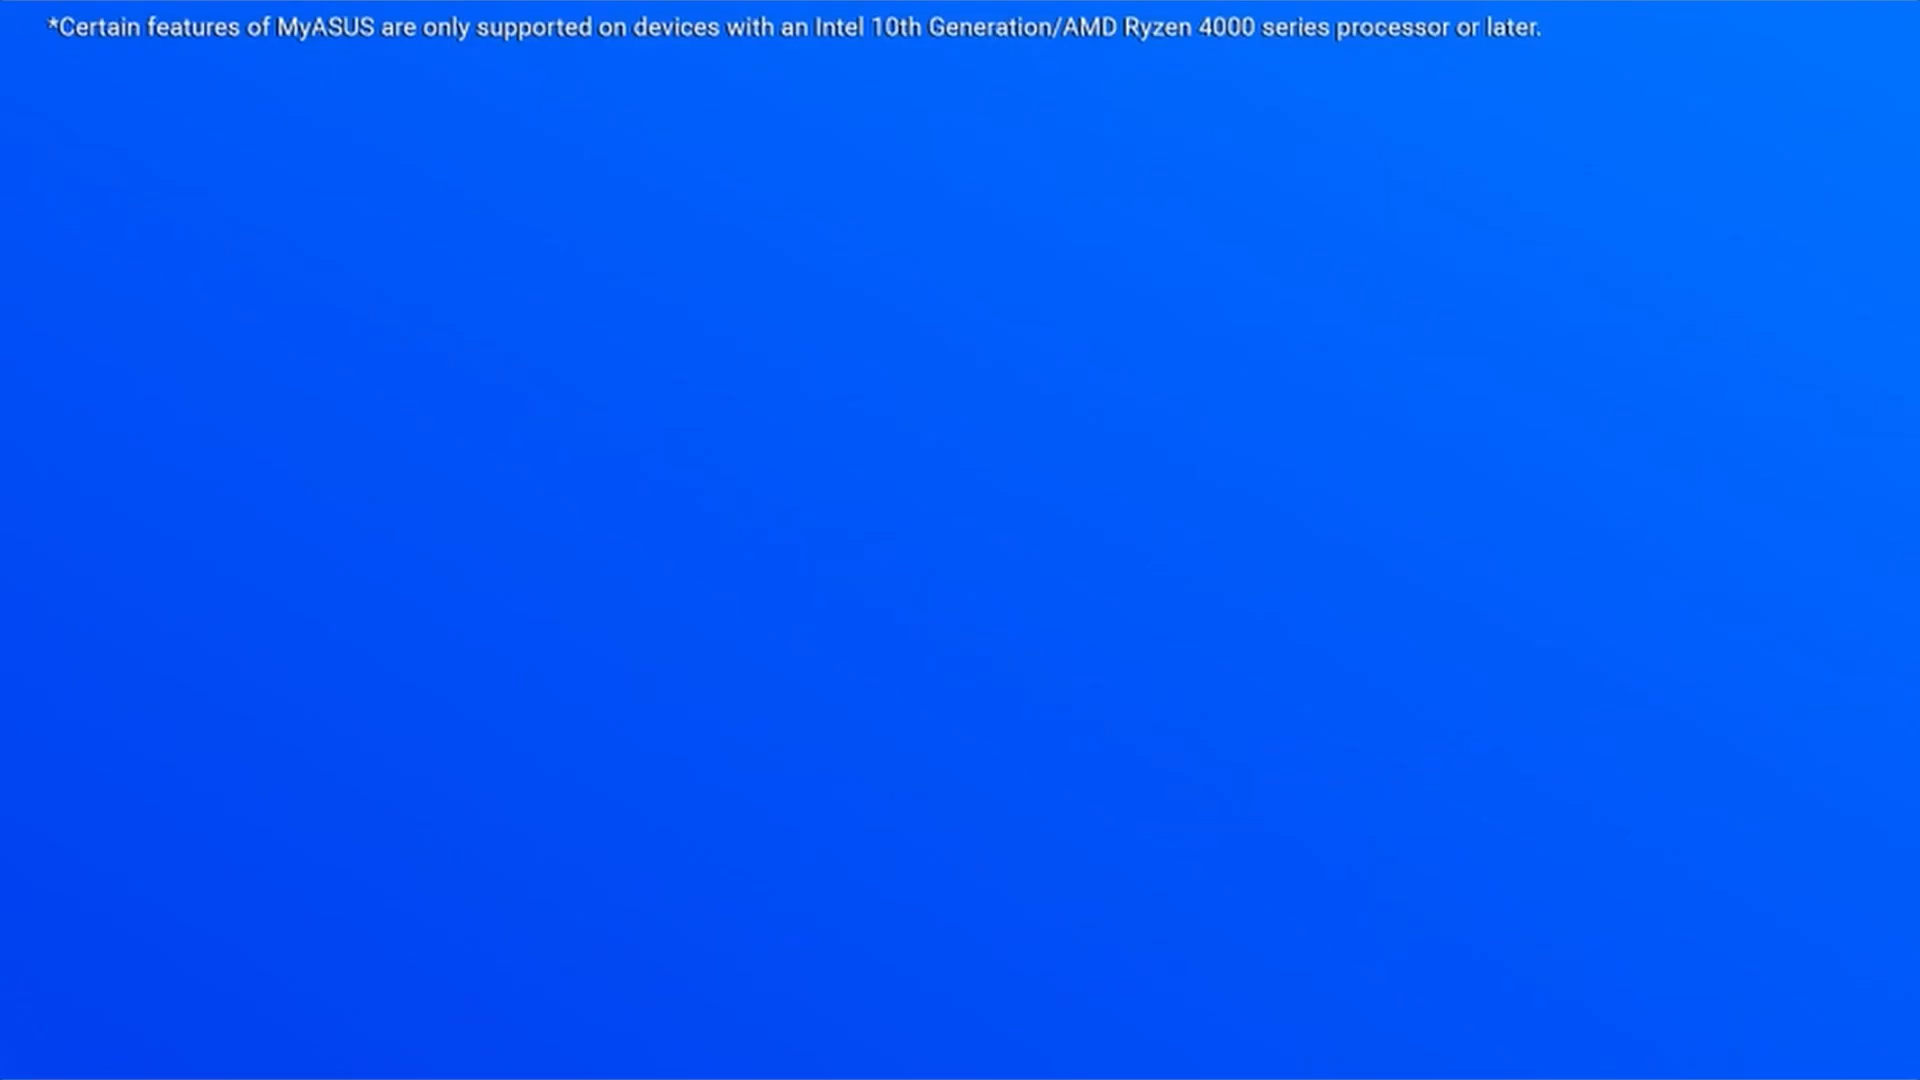 *Certain features of MyASUS are only supported on devices with an Intel 10th Generation/AMD Ryzen 4000 series processor or later.